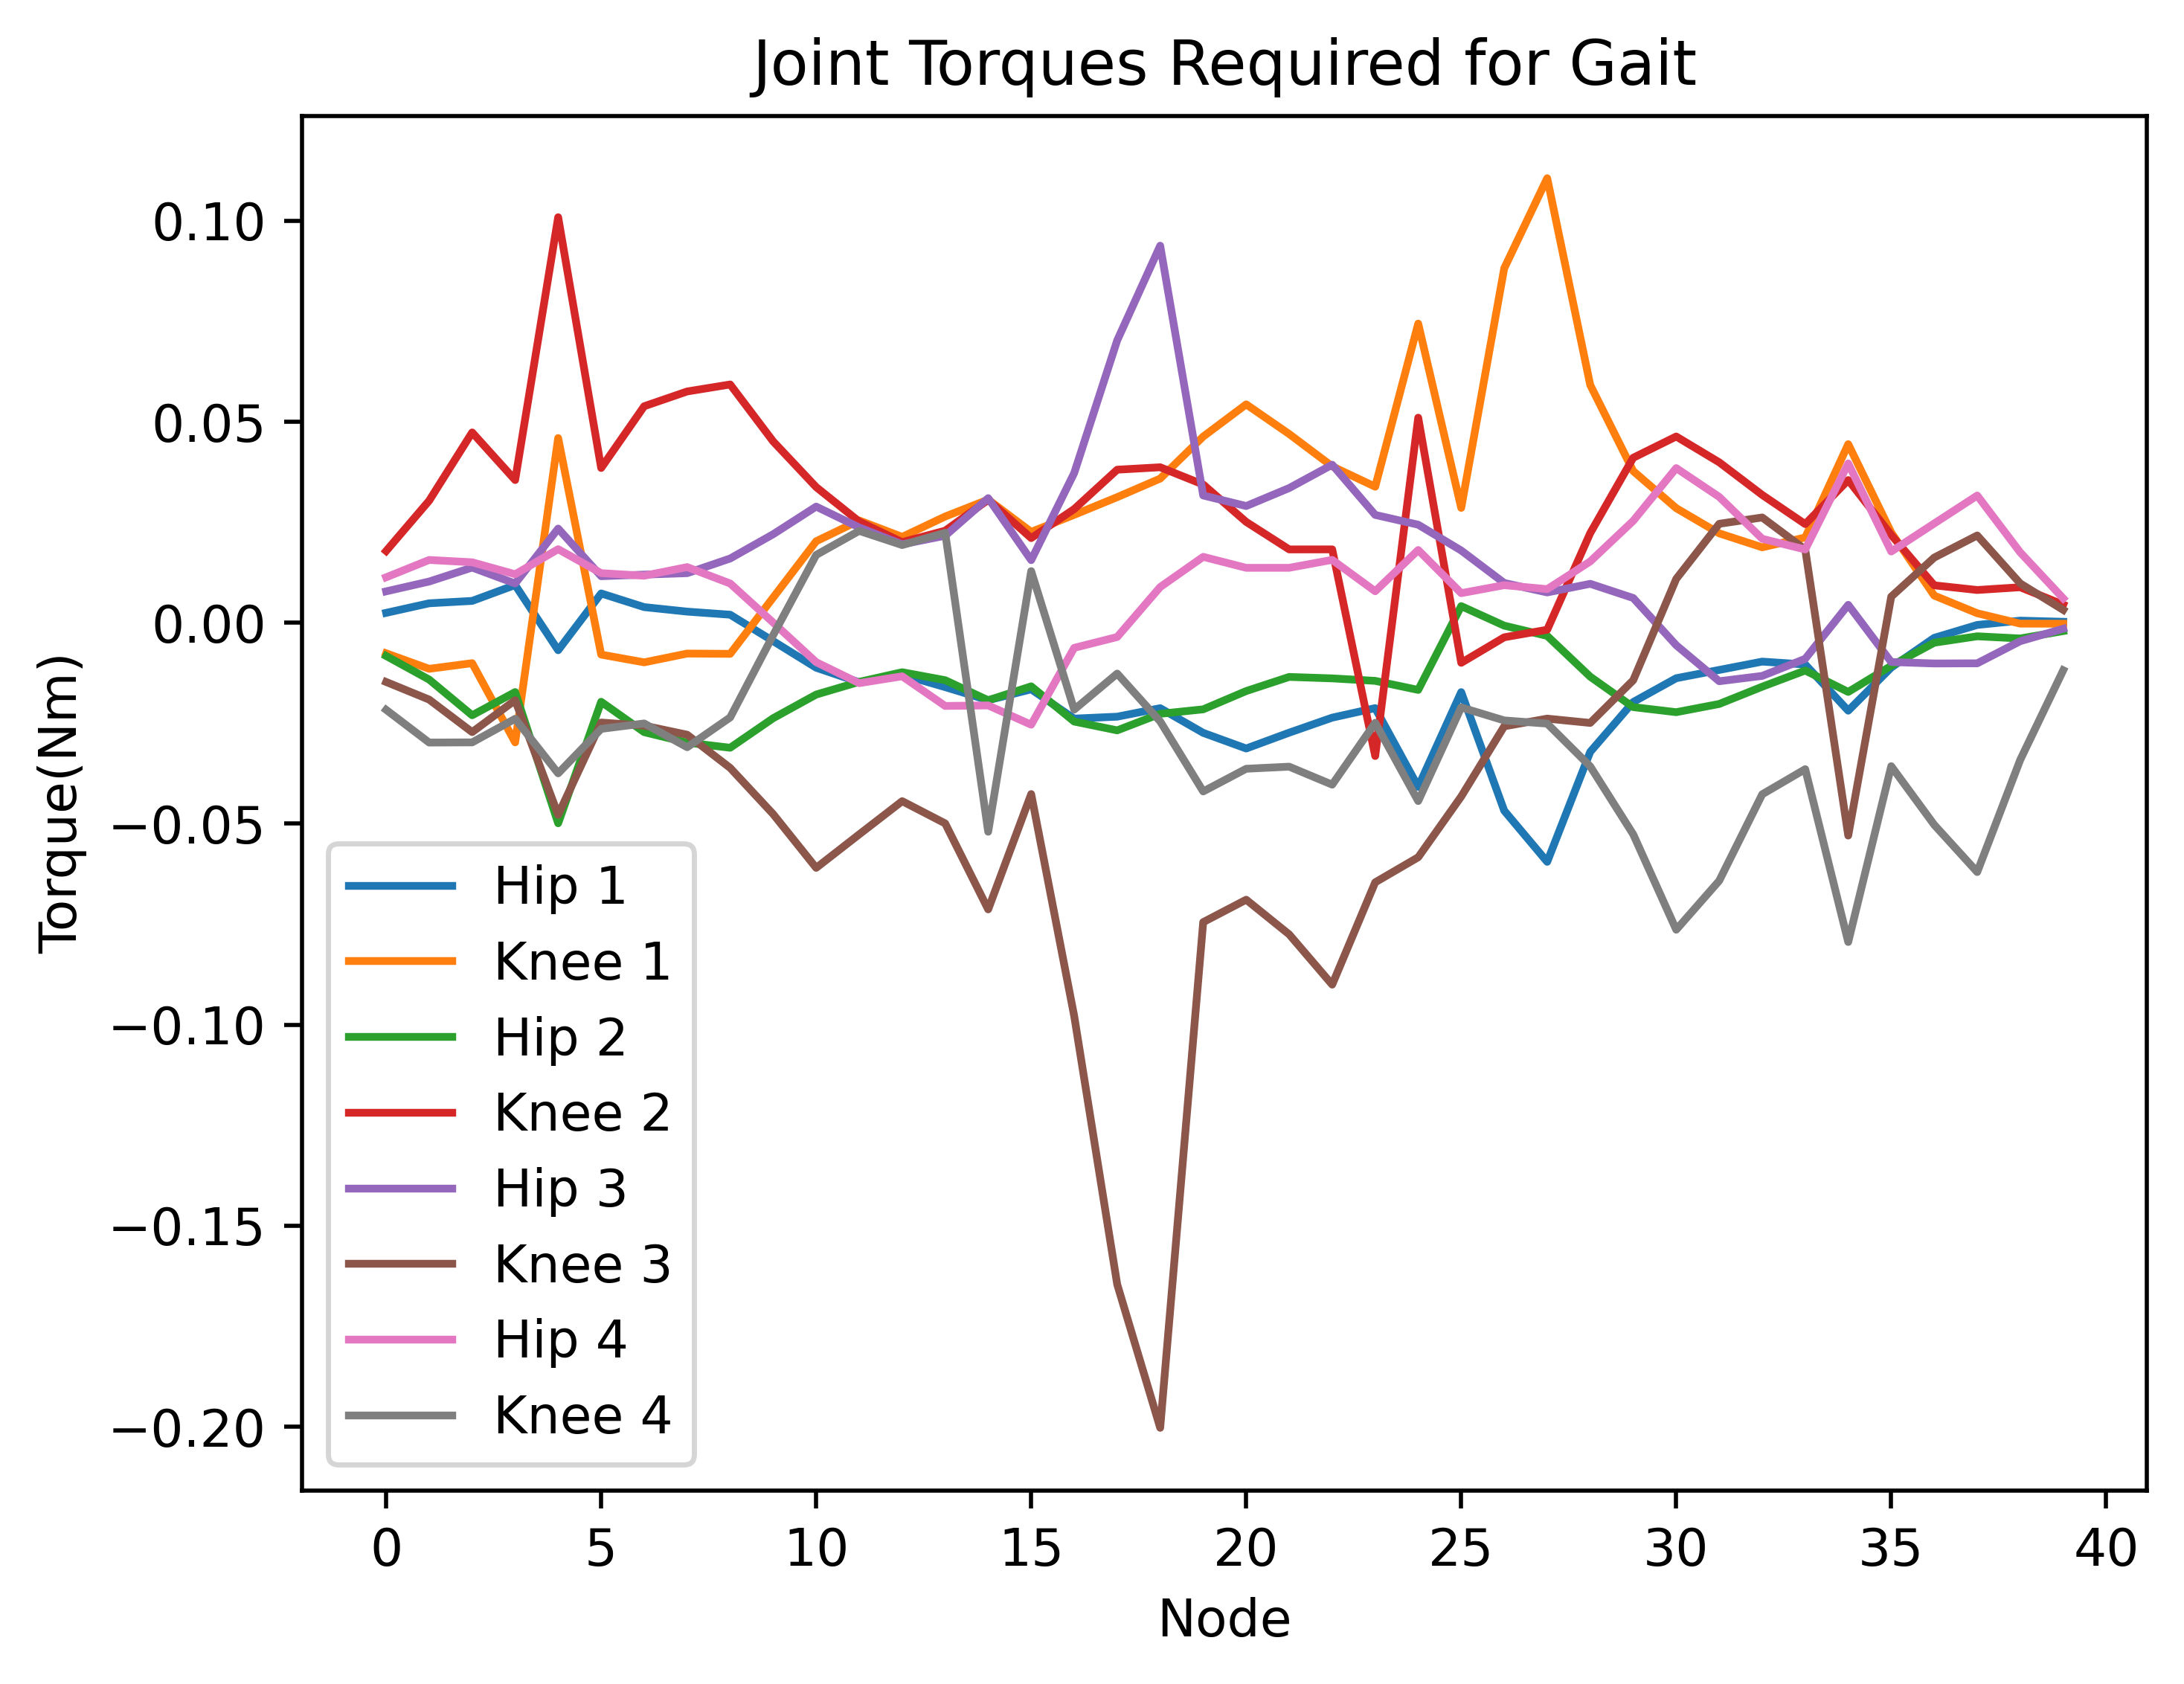 Joint Torques Required for Gait
Torque(Nm)
0.10
0.05
0.00
−0.05
−0.10
−0.15
−0.20
Hip 1
Knee 1
Hip 2
Knee 2
Hip 3
Knee 3
Hip 4
Knee 4
0 5 10 15 20 25 30 35 40
Node